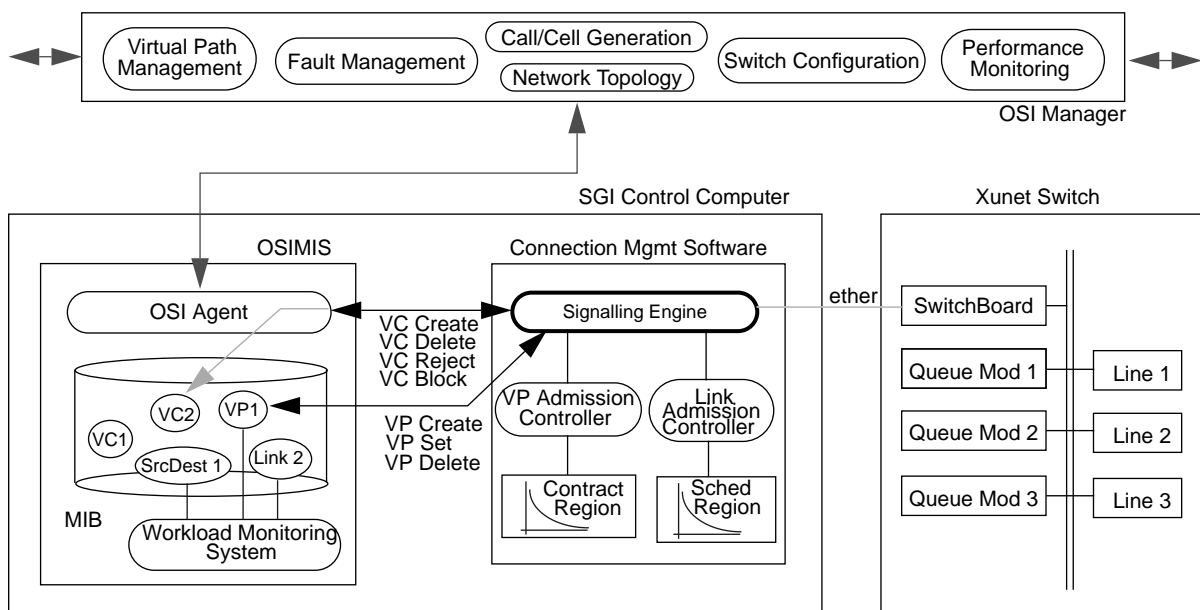 Virtual Path
Management
Fault Management
Call/Cell Generation
Network Topology
Switch Configuration
Performance
Monitoring
OSI Manager
SGI Control Computer
Xunet Switch
OSIMIS
Connection Mgmt Software
OSI Agent
VC Create
VC Delete
VC Reject
VC Block
Signalling Engine
ether
SwitchBoard
VC2
VP1
VC1
SrcDest 1
Link 2
MIB
Workload Monitoring
System
VP Create
VP Set
VP Delete
VP Admission
Controller
Link
Admission
Controller
Contract
Region
Sched
Region
Queue Mod 1
Line 1
Queue Mod 2
Line 2
Queue Mod 3
Line 3